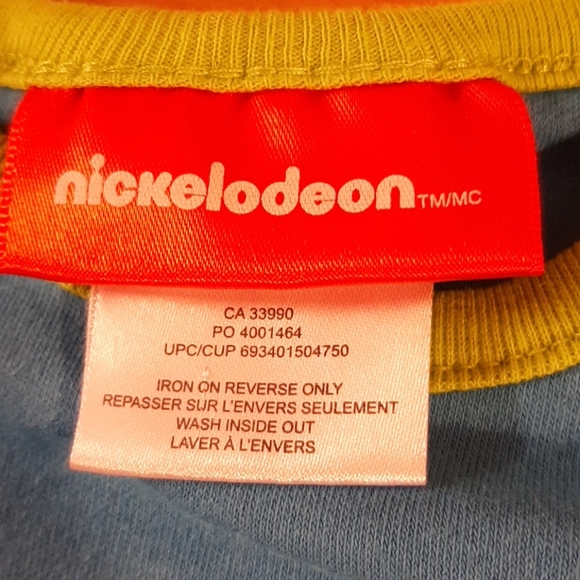 nickelodeon TM/MC
CA 33990
PO 4001464
UPC/CUP 693401504750
IRON ON REVERSE ONLY
REPASSER SUR L'ENVERS SEULEMENT
WASH INSIDE OUT
LAVER À L'ENVERS